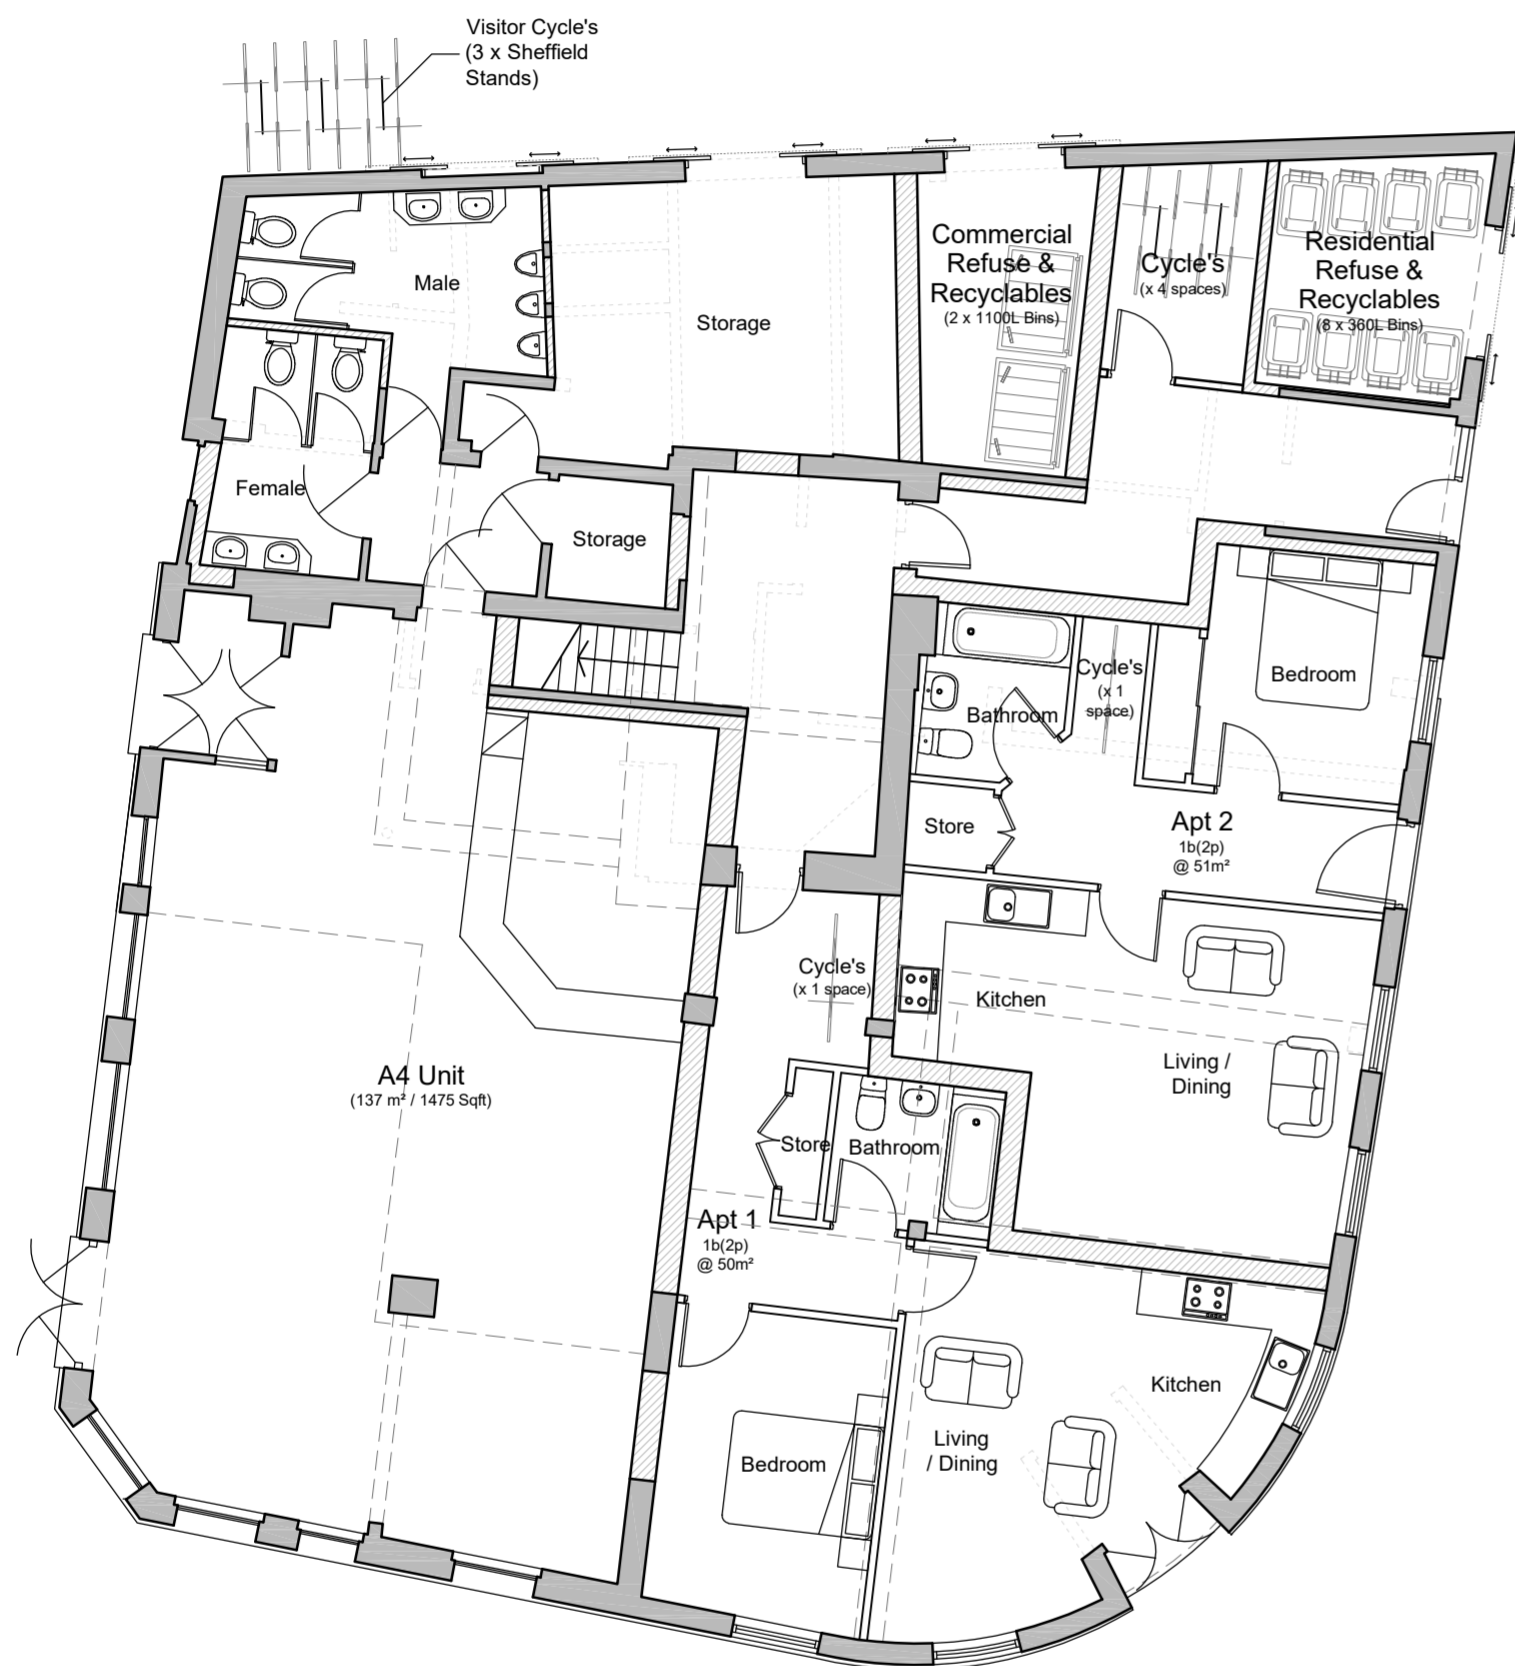 Visitor Cycle's
(3 x Sheffield
Stands)
Male
Storage
Commercial
Refuse &
Recyclables
(2 x 1100L Bins)
Cycle's
(x 4 spaces)
Residential
Refuse &
Recyclables
(8 x 360L Bins)
Female
Storage
Bathroom
Cycle's
(x 1
space)
Bedroom
Store
Apt 2
1b(2p)
@ 51m²
Cycle's
(x 1 space)
Kitchen
Living /
Dining
A4 Unit
(137 m² / 1475 Sqft)
Store
Bathroom
Apt 1
1b(2p)
@ 50m²
Kitchen
Living
/ Dining
Bedroom